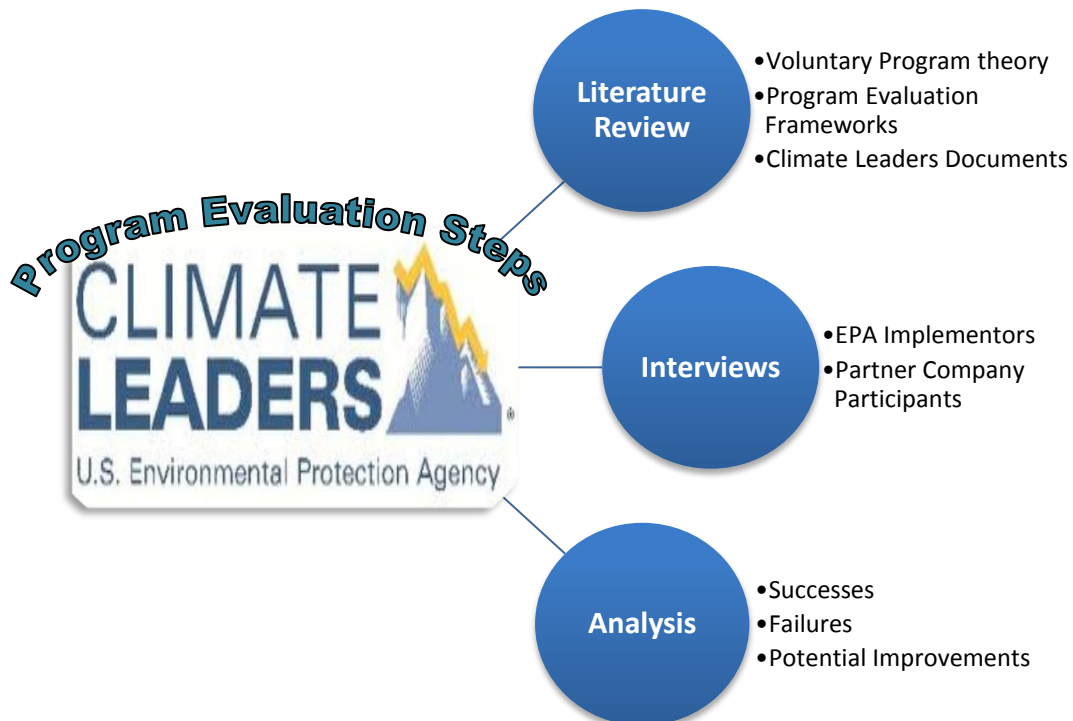 Program Evaluation Steps
CLIMATE
LEADERS®
U.S. Environmental Protection Agency
Literature
Review
•Voluntary Program theory
•Program Evaluation
Frameworks
•Climate Leaders Documents
Interviews
•EPA Implementors
•Partner Company
Participants
Analysis
•Successes
•Failures
•Potential Improvements